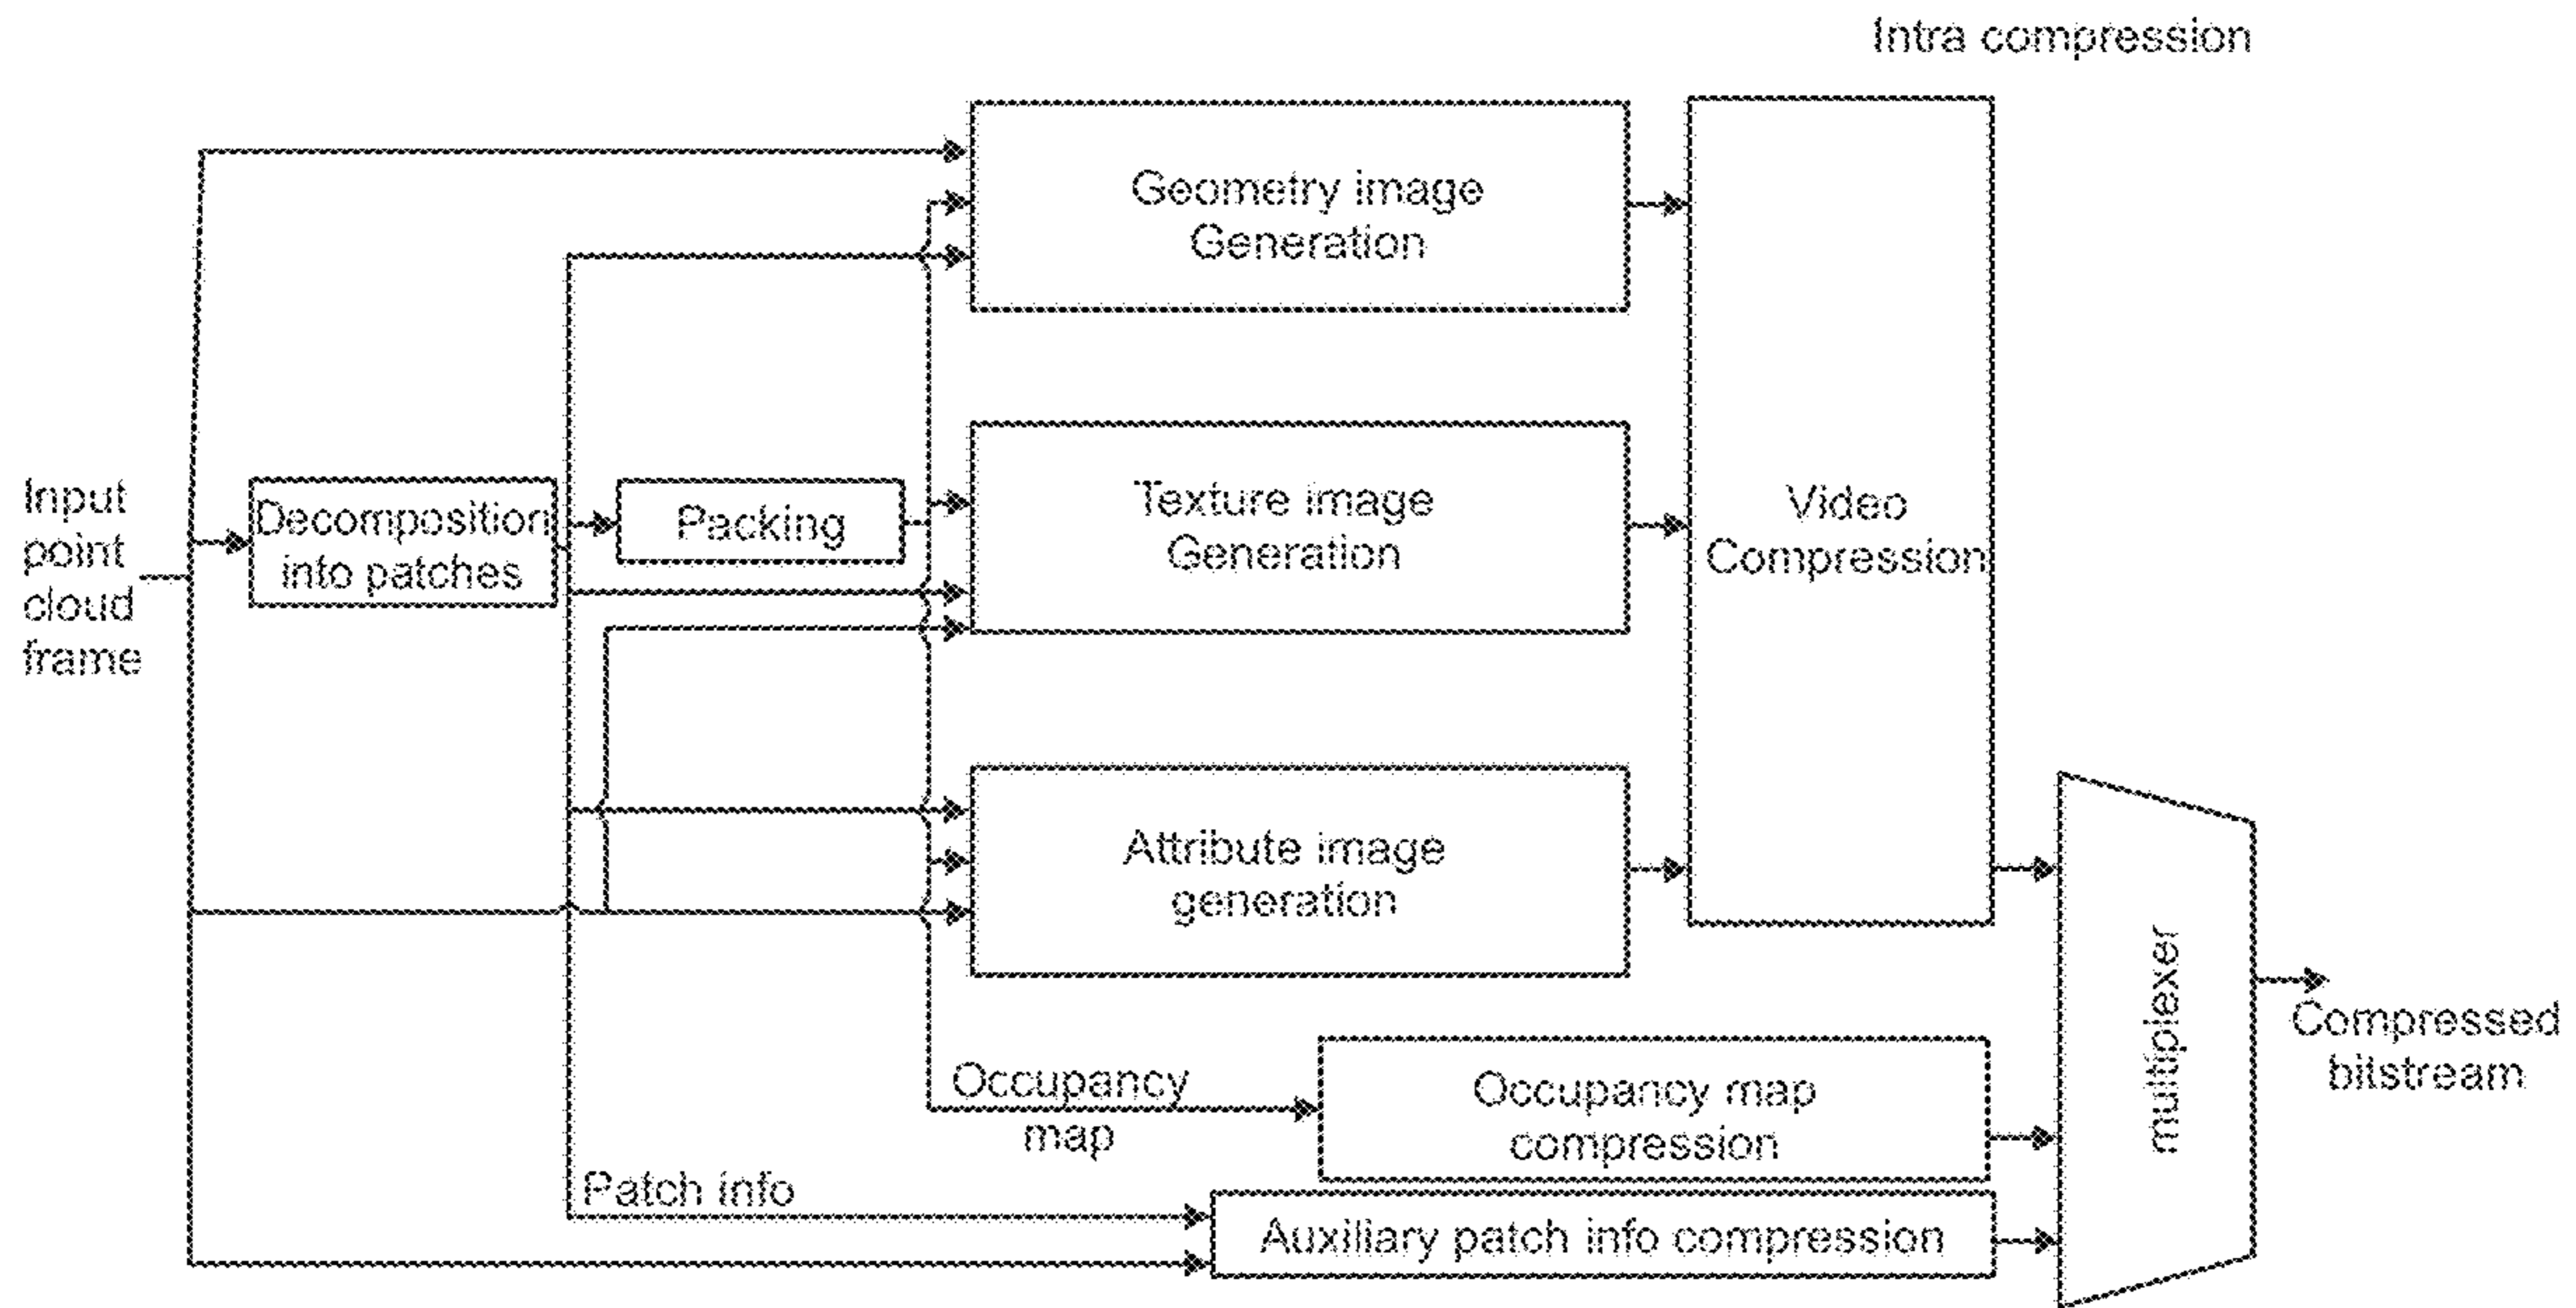 Intra compression
Geometry image
Generation
Input
point
cloud
frame
Decomposition
into patches
Packing
Texture image
Generation
Video
Compression
Attribute image
generation
multiplexer
Compressed
bitstream
Occupancy
map
Occupancy map
compression
Patch info
Auxiliary patch info compression